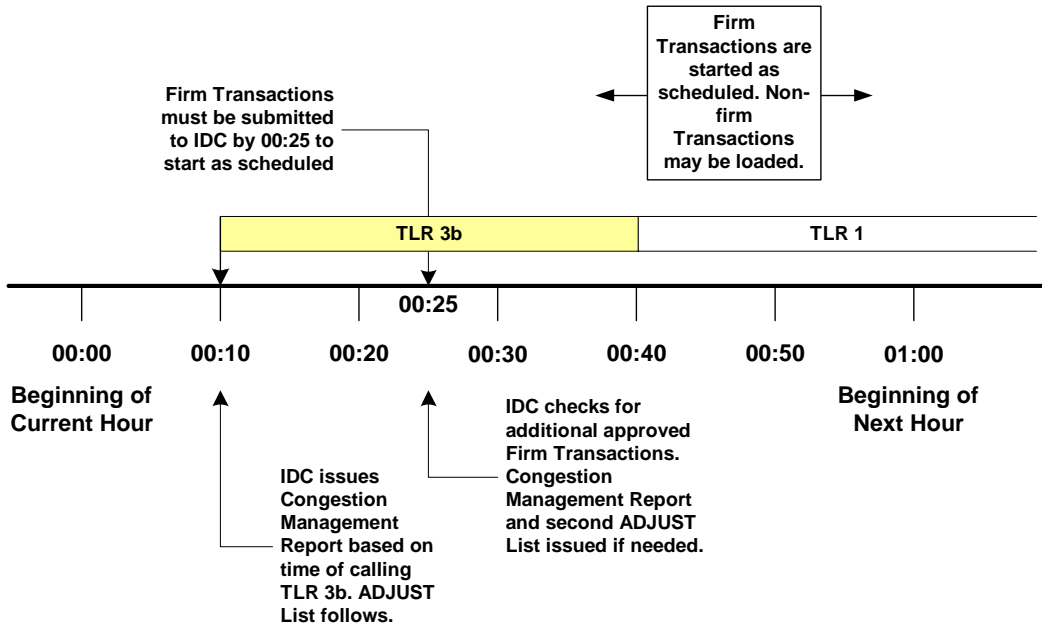 Firm
Transactions are
started as
scheduled. Non-
firm
Transactions
may be loaded.
Firm Transactions
must be submitted
to IDC by 00:25 to
start as scheduled
TLR 3b
TLR 1
00:25
00:00
00:10
00:20
00:30
00:40
00:50
01:00
Beginning of
Current Hour
Beginning of
Next Hour
IDC issues
Congestion
Management
Report based on
time of calling
TLR 3b. ADJUST
List follows.
IDC checks for
additional approved
Firm Transactions.
Congestion
Management Report
and second ADJUST
List issued if needed.